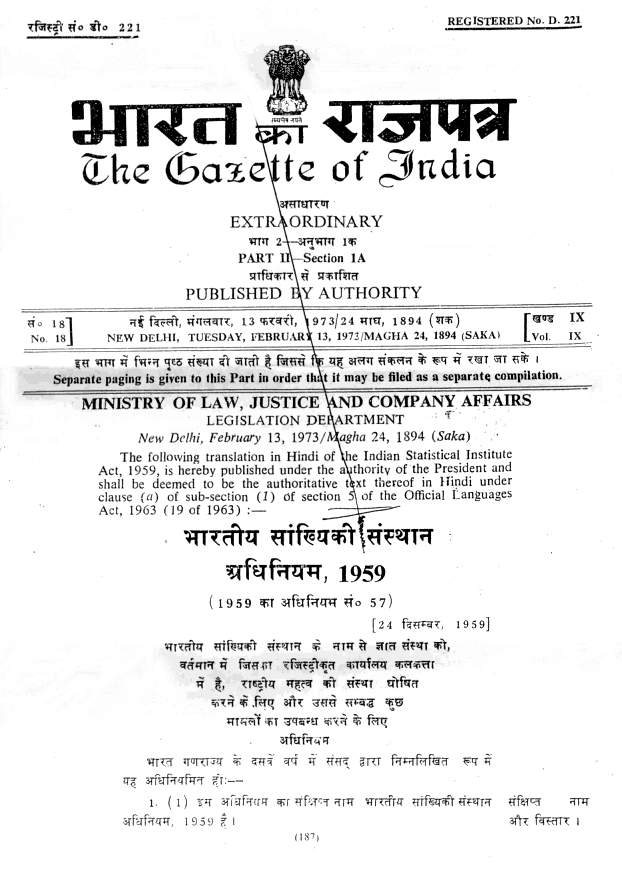 रजिस्ट्री सं० डी० 221
REGISTERED No. D. 221
भारत का राजपत्र
The Gazette of India
असाधारण
EXTRAORDINARY
भाग 2—अनुभाग 1क
PART II—Section 1A
प्राधिकार से प्रकाशित
PUBLISHED BY AUTHORITY
सं० 18]
नई दिल्ली, मंगलवार, 13 फरवरी, 1973/24 माघ, 1894 (शक)
[खण्ड IX
No. 18]
NEW DELHI, TUESDAY, FEBRUARY 13, 1973/MAGHA 24, 1894 (SAKA)
[Vol. IX
इस भाग में भिन्न पृष्ठ संख्या दी जाती है जिससे कि यह अलग संकलन के रूप में रखा जा सके ।
Separate paging is given to this Part in order that it may be filed as a separate compilation.
MINISTRY OF LAW, JUSTICE AND COMPANY AFFAIRS
LEGISLATION DEPARTMENT
New Delhi, February 13, 1973/Magha 24, 1894 (Saka)
The following translation in Hindi of the Indian Statistical Institute
Act, 1959, is hereby published under the authority of the President and
shall be deemed to be the authoritative text thereof in Hindi under
clause (a) of sub-section (1) of section 5 of the Official Languages
Act, 1963 (19 of 1963) :—
भारतीय सांख्यिकी संस्थान
अधिनियम, 1959
(1959 का अधिनियम सं० 57)
[24 दिसम्बर, 1959]
भारतीय सांख्यिकी संस्थान के नाम से ज्ञात संस्था को,
वर्तमान में जिसका रजिस्ट्रीकृत कार्यालय कलकत्ता
में है, राष्ट्रीय महत्व की संस्था घोषित
करने के लिए और उससे सम्बद्ध कुछ
मामलों का उपबन्ध करने के लिए
अधिनियम
भारत गणराज्य के दसवें वर्ष में संसद् द्वारा निम्नलिखित रूप में
यह अधिनियमित हो:—
1. (1) इस अधिनियम का संक्षिप्त नाम भारतीय सांख्यिकी संस्थान
संक्षिप्त नाम
अधिनियम, 1959 है ।
और विस्तार ।
(187)